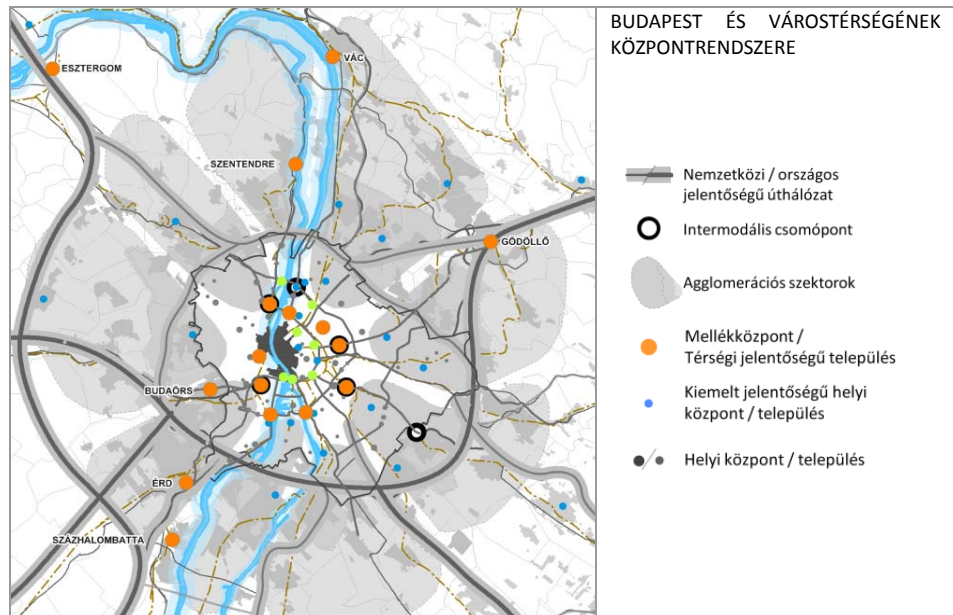 BUDAPEST ÉS VÁROSTÉRSÉGÉNEK
KÖZPONTRENDSZERE
ESZTERGOM
VÁC
SZENTENDRE
GÖDÖLLŐ
BUDAÖRS
ÉRD
SZÁZHALOMBATTA
Nemzetközi / országos
jelentőségű úthálózat
Intermodális csomópont
Agglomerációs szektorok
Mellékközpont /
Térségi jelentőségű település
Kiemelt jelentőségű helyi
központ / település
Helyi központ / település